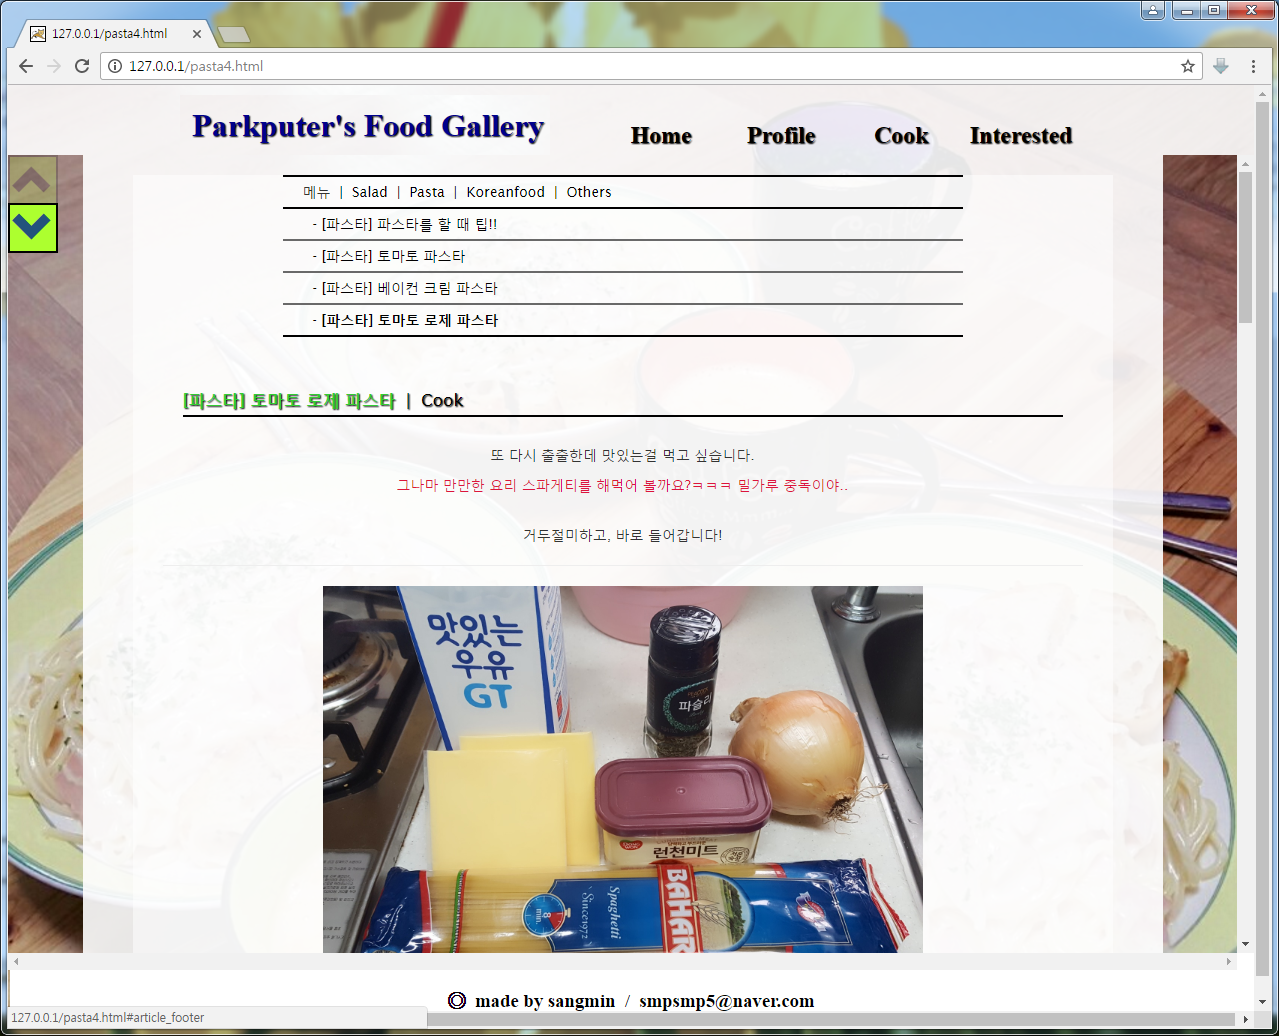 127.0.0.1/pasta4.html
127.0.0.1/pasta4.html
Parkputer's Food Gallery
Home Profile Cook Interested
메뉴 | Salad | Pasta | Koreanfood | Others
- [파스타] 파스타를 할 때 팁!!
- [파스타] 토마토 파스타
- [파스타] 베이컨 크림 파스타
- [파스타] 토마토 로제 파스타
[파스타] 토마토 로제 파스타 | Cook
또 다시 출출한데 맛있는걸 먹고 싶습니다.
그나마 만만한 요리 스파게티를 해먹어 볼까요?ㅋㅋㅋ 밀가루 중독이야..
거두절미하고, 바로 들어갑니다!
맛있는
우유
GT
파슬리
런천미트
8
min.
Spaghetti
Since1972
BAHAR
made by sangmin / smpsmp5@naver.com
127.0.0.1/pasta4.html#article_footer